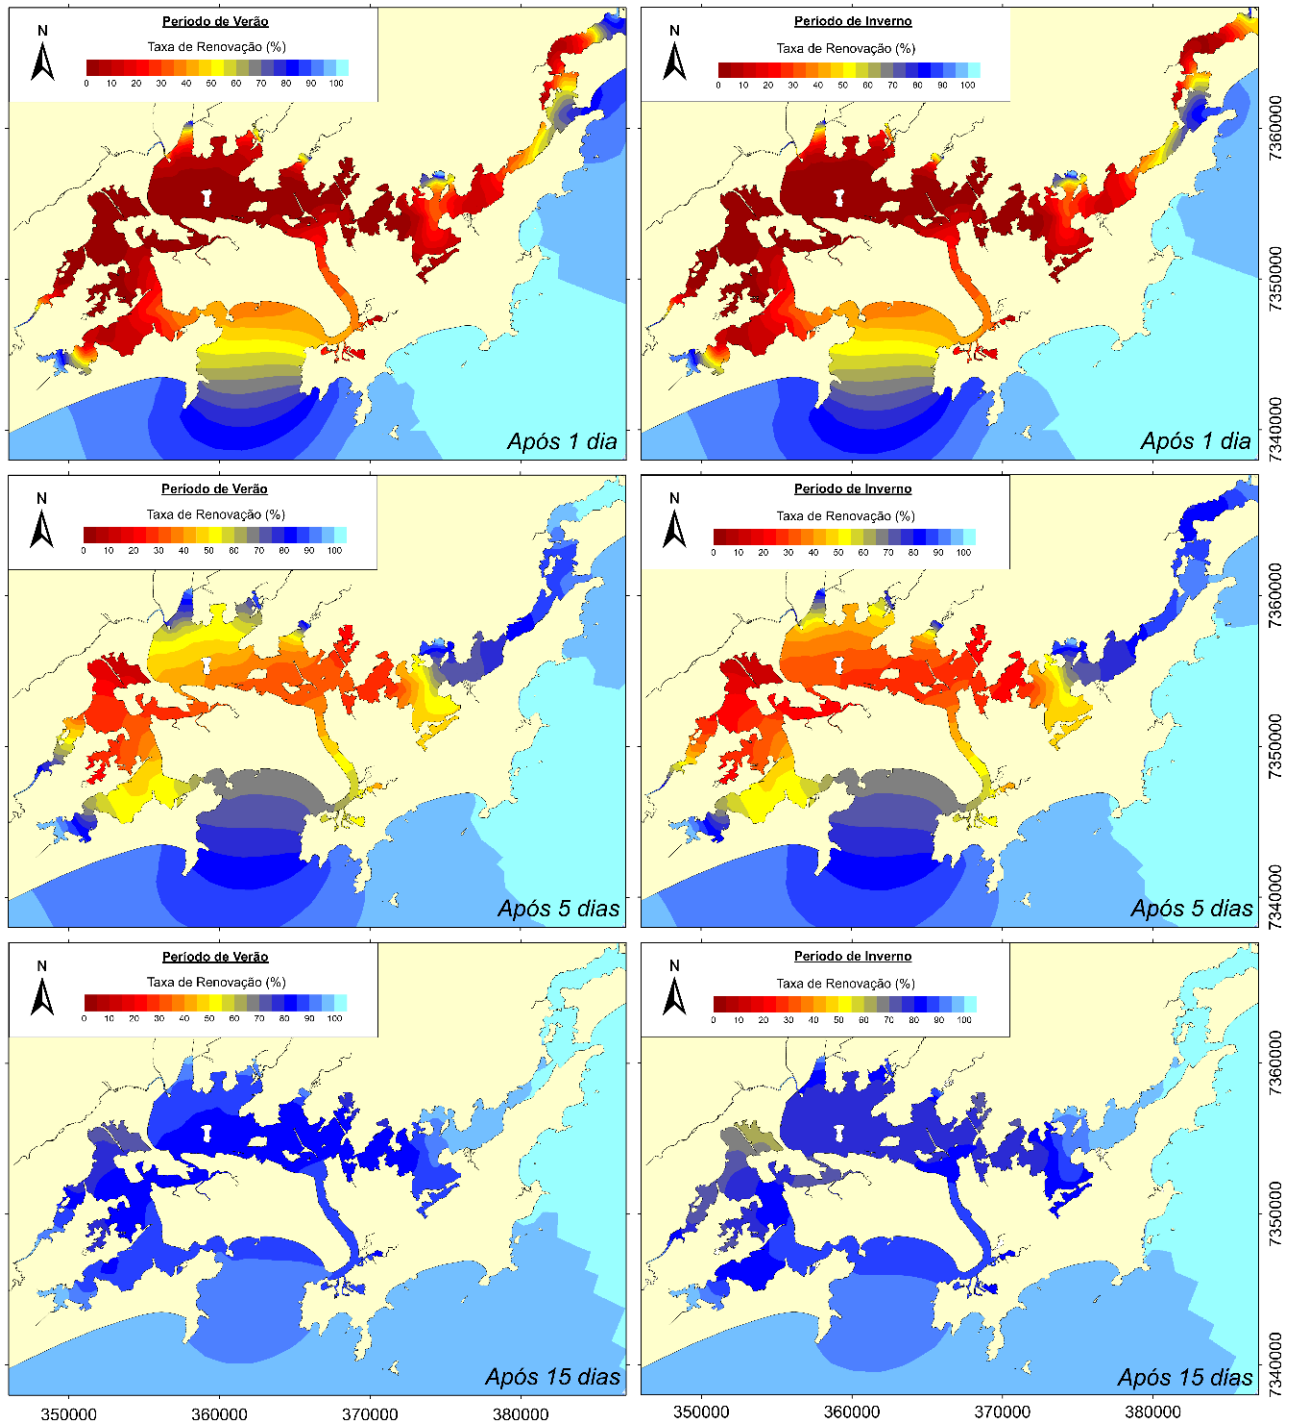 Período de Verão
N
Taxa de Renovação (%)
0 10 20 30 40 50 60 70 80 90 100
Após 1 dia
Período de Inverno
N
Taxa de Renovação (%)
0 10 20 30 40 50 60 70 80 90 100
Após 1 dia
7360000
7350000
7340000
Período de Verão
N
Taxa de Renovação (%)
0 10 20 30 40 50 60 70 80 90 100
Após 5 dias
Período de Inverno
N
Taxa de Renovação (%)
0 10 20 30 40 50 60 70 80 90 100
Após 5 dias
7360000
7350000
7340000
Período de Verão
N
Taxa de Renovação (%)
0 10 20 30 40 50 60 70 80 90 100
Após 15 dias
Período de Inverno
N
Taxa de Renovação (%)
0 10 20 30 40 50 60 70 80 90 100
Após 15 dias
7360000
7350000
7340000
350000 360000 370000 380000
350000 360000 370000 380000